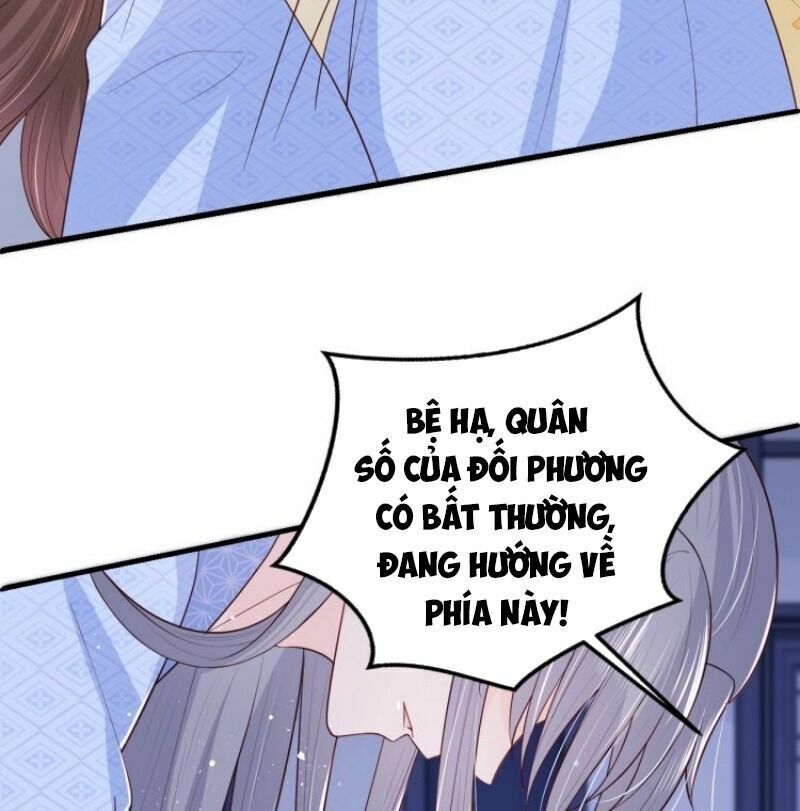 BỆ HẠ, QUÂN
SỐ CỦA ĐỐI PHƯƠNG
CÓ BẤT THƯỜNG,
ĐANG HƯỚNG VỀ
PHÍA NÀY!